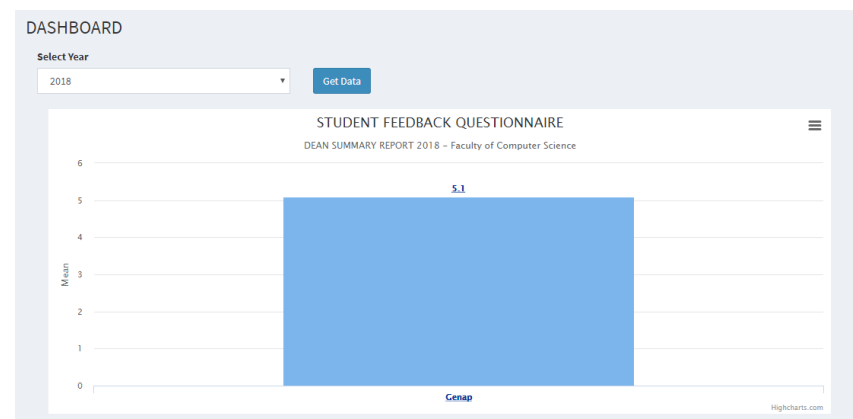 DASHBOARD
Select Year
2018
Get Data
STUDENT FEEDBACK QUESTIONNAIRE
DEAN SUMMARY REPORT 2018 - Faculty of Computer Science
6
5
4
3
2
1
0
Mean
5.1
Genap
Highcharts.com